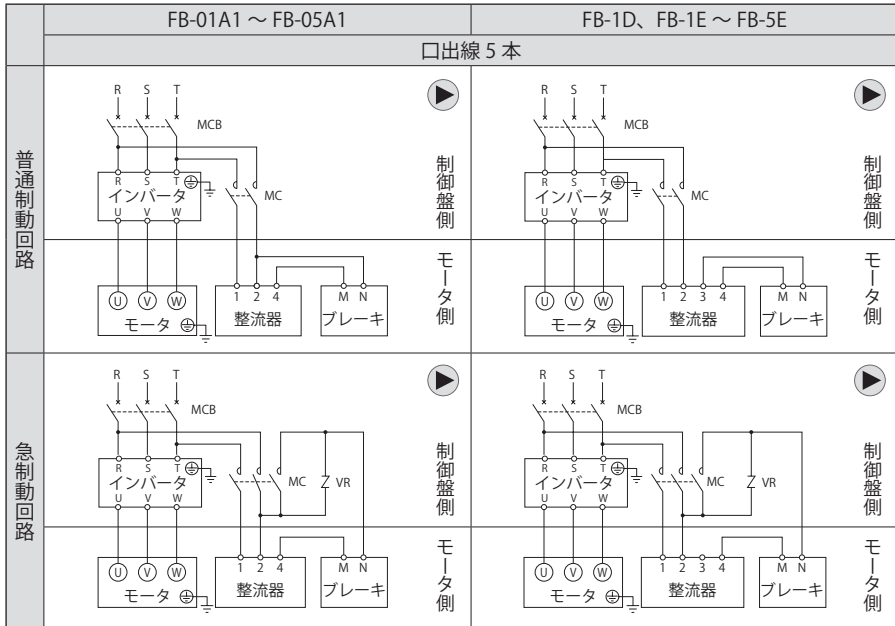 FB-01A1 ～ FB-05A1
FB-1D、FB-1E ～ FB-5E
口出線 5 本
普通制動回路
R S T
MCB
R S T
インバータ
U V W
MC
制御盤側
1 2 4
M N
U V W
モータ
整流器
ブレーキ
モータ側
R S T
MCB
R S T
インバータ
U V W
MC
制御盤側
1 2 3 4
M N
U V W
モータ
整流器
ブレーキ
モータ側
急制動回路
R S T
MCB
R S T
インバータ
U V W
MC
VR
制御盤側
1 2 4
M N
U V W
モータ
整流器
ブレーキ
モータ側
R S T
MCB
R S T
インバータ
U V W
MC
VR
制御盤側
1 2 3 4
M N
U V W
モータ
整流器
ブレーキ
モータ側